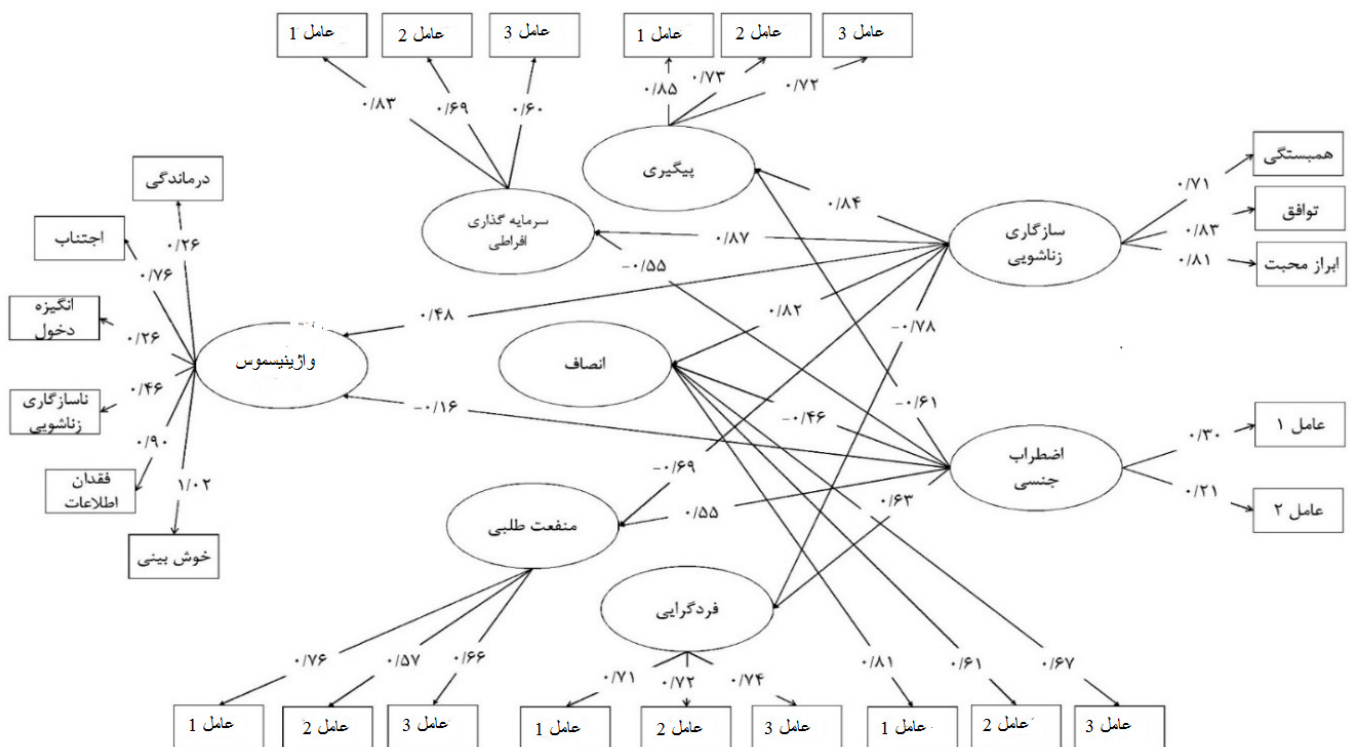 عامل 1
عامل 2
عامل 3
عامل 1
عامل 2
عامل 3
۰/۸۳
۰/۶۹
۰/۶۰
۰/۸۵
۰/۷۳
۰/۷۲
پیگیری
سرمایه گذاری
افراطی
همبستگی
توافق
ابراز محبت
۰/۷۱
۰/۸۳
۰/۸۱
سازگاری
زناشویی
۰/۸۴
۰/۸۷
-۰/۵۵
۰/۴۸
۰/۸۲
-۰/۷۸
درماندگی
اجتناب
انگیزه
دخول
ناسازگاری
زناشویی
فقدان
اطلاعات
خوش بینی
۰/۲۶
۰/۷۶
۰/۲۶
۰/۴۶
۰/۹۰
۱/۰۲
واژینیسموس
انصاف
-۰/۱۶
-۰/۴۶
-۰/۶۱
-۰/۶۹
۰/۵۵
۰/۶۳
اضطراب
جنسی
۰/۳۰
۰/۲۱
عامل ۱
عامل ۲
منفعت طلبی
فردگرایی
۰/۷۶
۰/۵۷
۰/۶۶
۰/۷۱
۰/۷۲
۰/۷۴
۰/۸۱
۰/۶۱
۰/۶۷
عامل 1
عامل 2
عامل 3
عامل 1
عامل 2
عامل 3
عامل 1
عامل 2
عامل 3